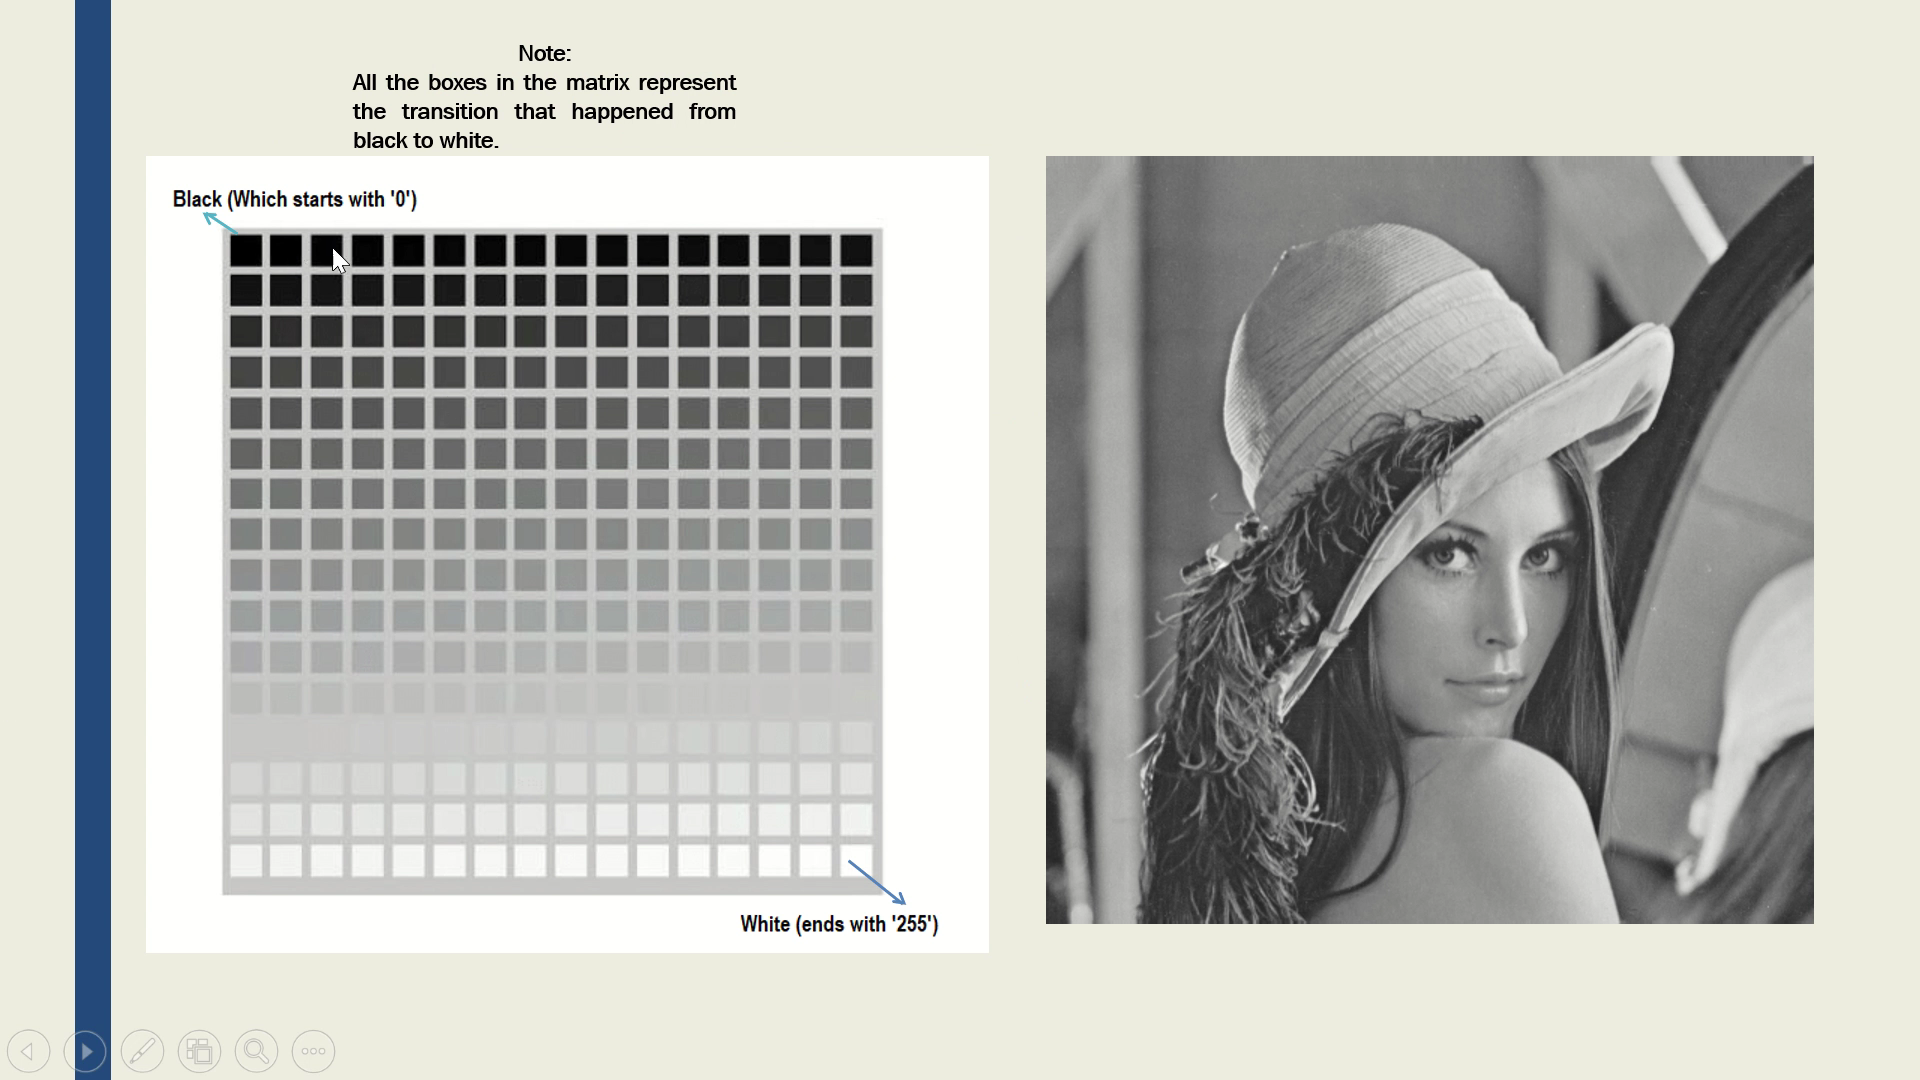 Note:
All the boxes in the matrix represent
the transition that happened from
black to white.
Black (Which starts with '0')
White (ends with '255')